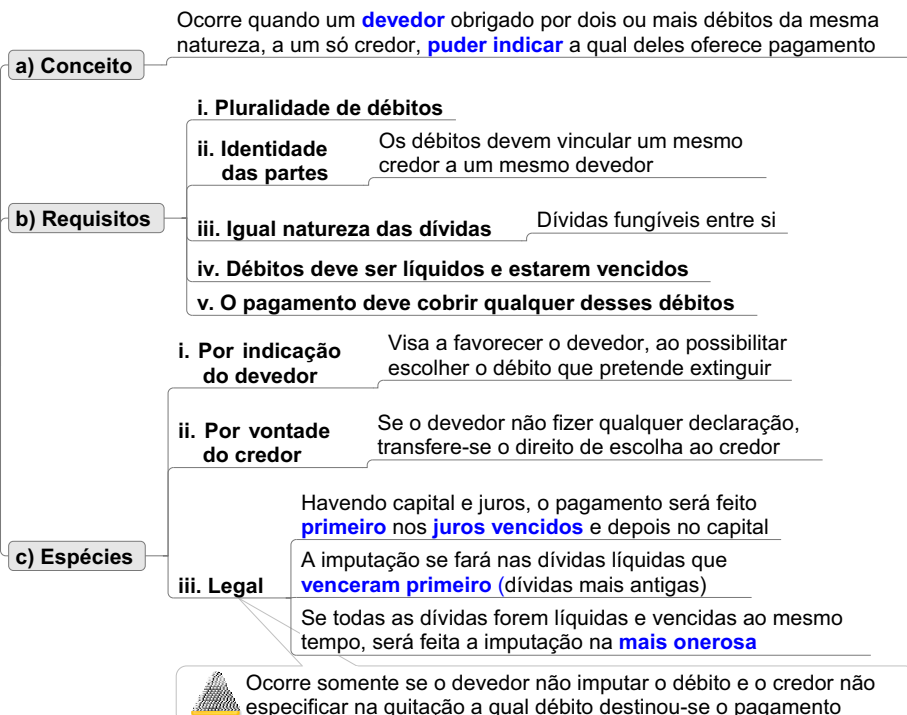 Ocorre quando um devedor obrigado por dois ou mais débitos da mesma
natureza, a um só credor, puder indicar a qual deles oferece pagamento
a) Conceito
i. Pluralidade de débitos
ii. Identidade
das partes
Os débitos devem vincular um mesmo
credor a um mesmo devedor
b) Requisitos
iii. Igual natureza das dívidas
Dívidas fungíveis entre si
iv. Débitos deve ser líquidos e estarem vencidos
v. O pagamento deve cobrir qualquer desses débitos
i. Por indicação
do devedor
Visa a favorecer o devedor, ao possibilitar
escolher o débito que pretende extinguir
ii. Por vontade
do credor
Se o devedor não fizer qualquer declaração,
transfere-se o direito de escolha ao credor
c) Espécies
iii. Legal
Havendo capital e juros, o pagamento será feito
primeiro nos juros vencidos e depois no capital
A imputação se fará nas dívidas líquidas que
venceram primeiro (dívidas mais antigas)
Se todas as dívidas forem líquidas e vencidas ao mesmo
tempo, será feita a imputação na mais onerosa
Ocorre somente se o devedor não imputar o débito e o credor não
especificar na quitação a qual débito destinou-se o pagamento